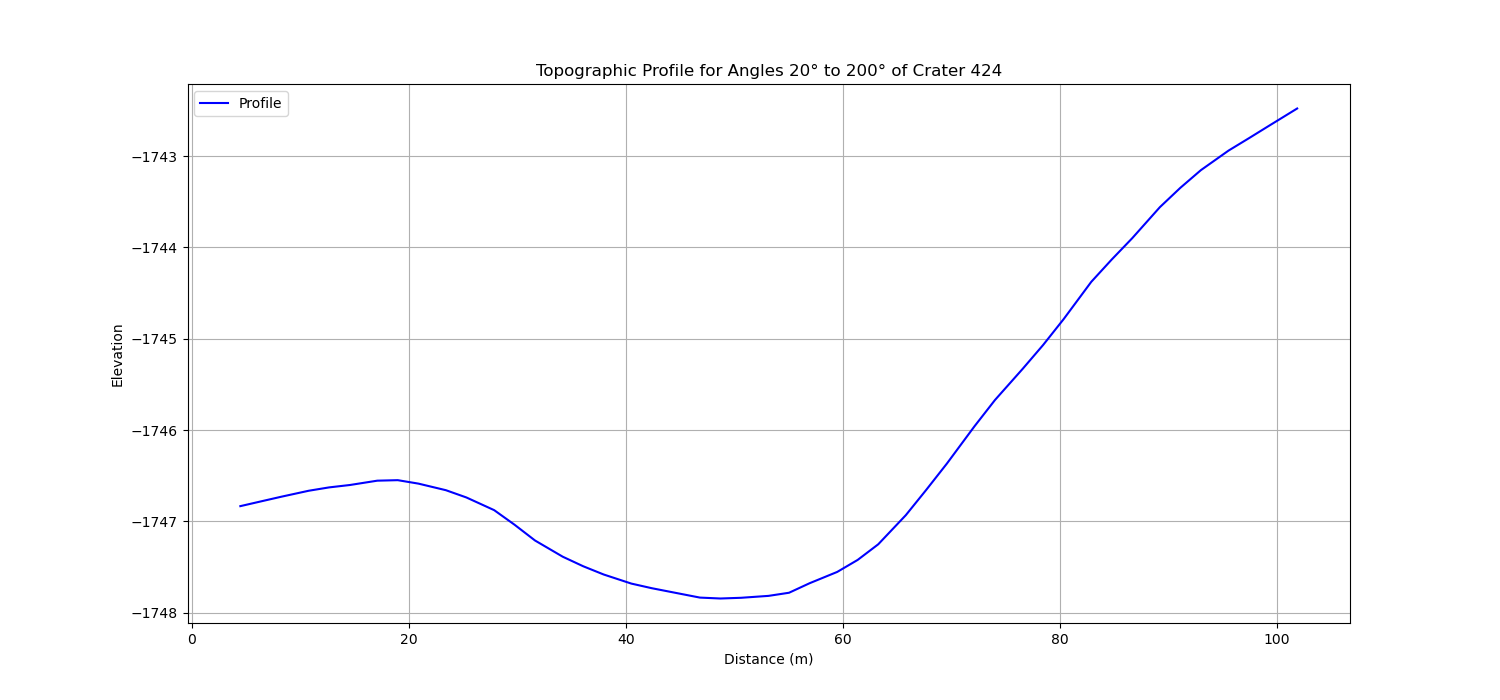 Topographic Profile for Angles 20° to 200° of Crater 424
Profile
−1743
−1744
−1745
−1746
−1747
−1748
Elevation
0 20 40 60 80 100
Distance (m)